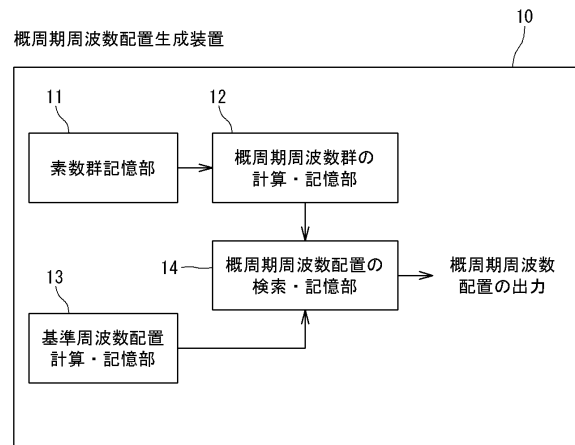 10
概周期周波数配置生成装置
11
12
素数群記憶部
概周期周波数群の
計算・記憶部
14
概周期周波数配置の
検索・記憶部
概周期周波数
配置の出力
13
基準周波数配置
計算・記憶部